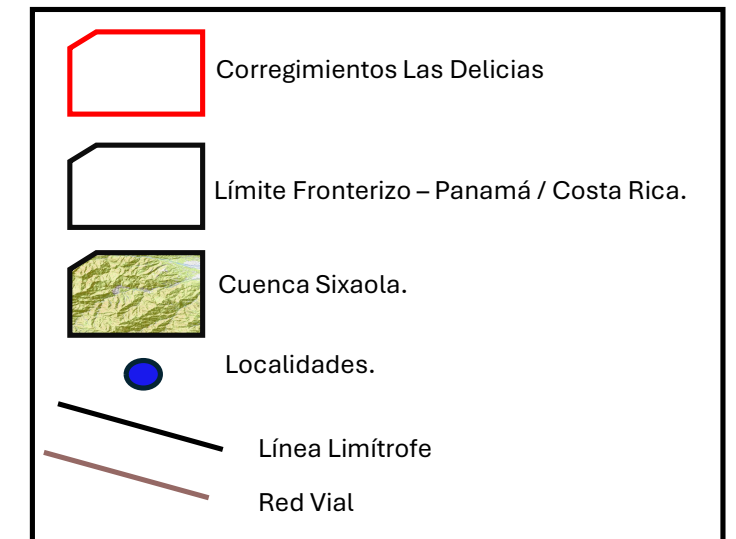 Corregimientos Las Delicias
Límite Fronterizo – Panamá / Costa Rica.
Cuenca Sixaola.
Localidades.
Línea Limítrofe
Red Vial